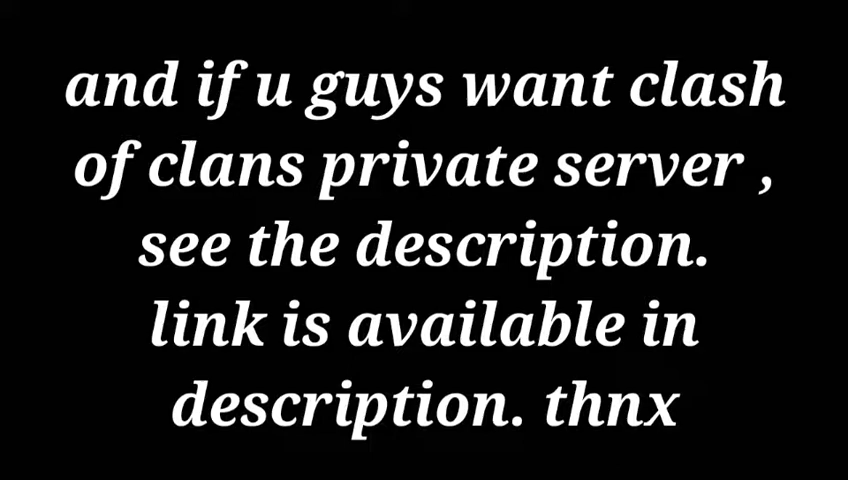 and if u guys want clash
of clans private server ,
see the description.
link is available in
description. thnx